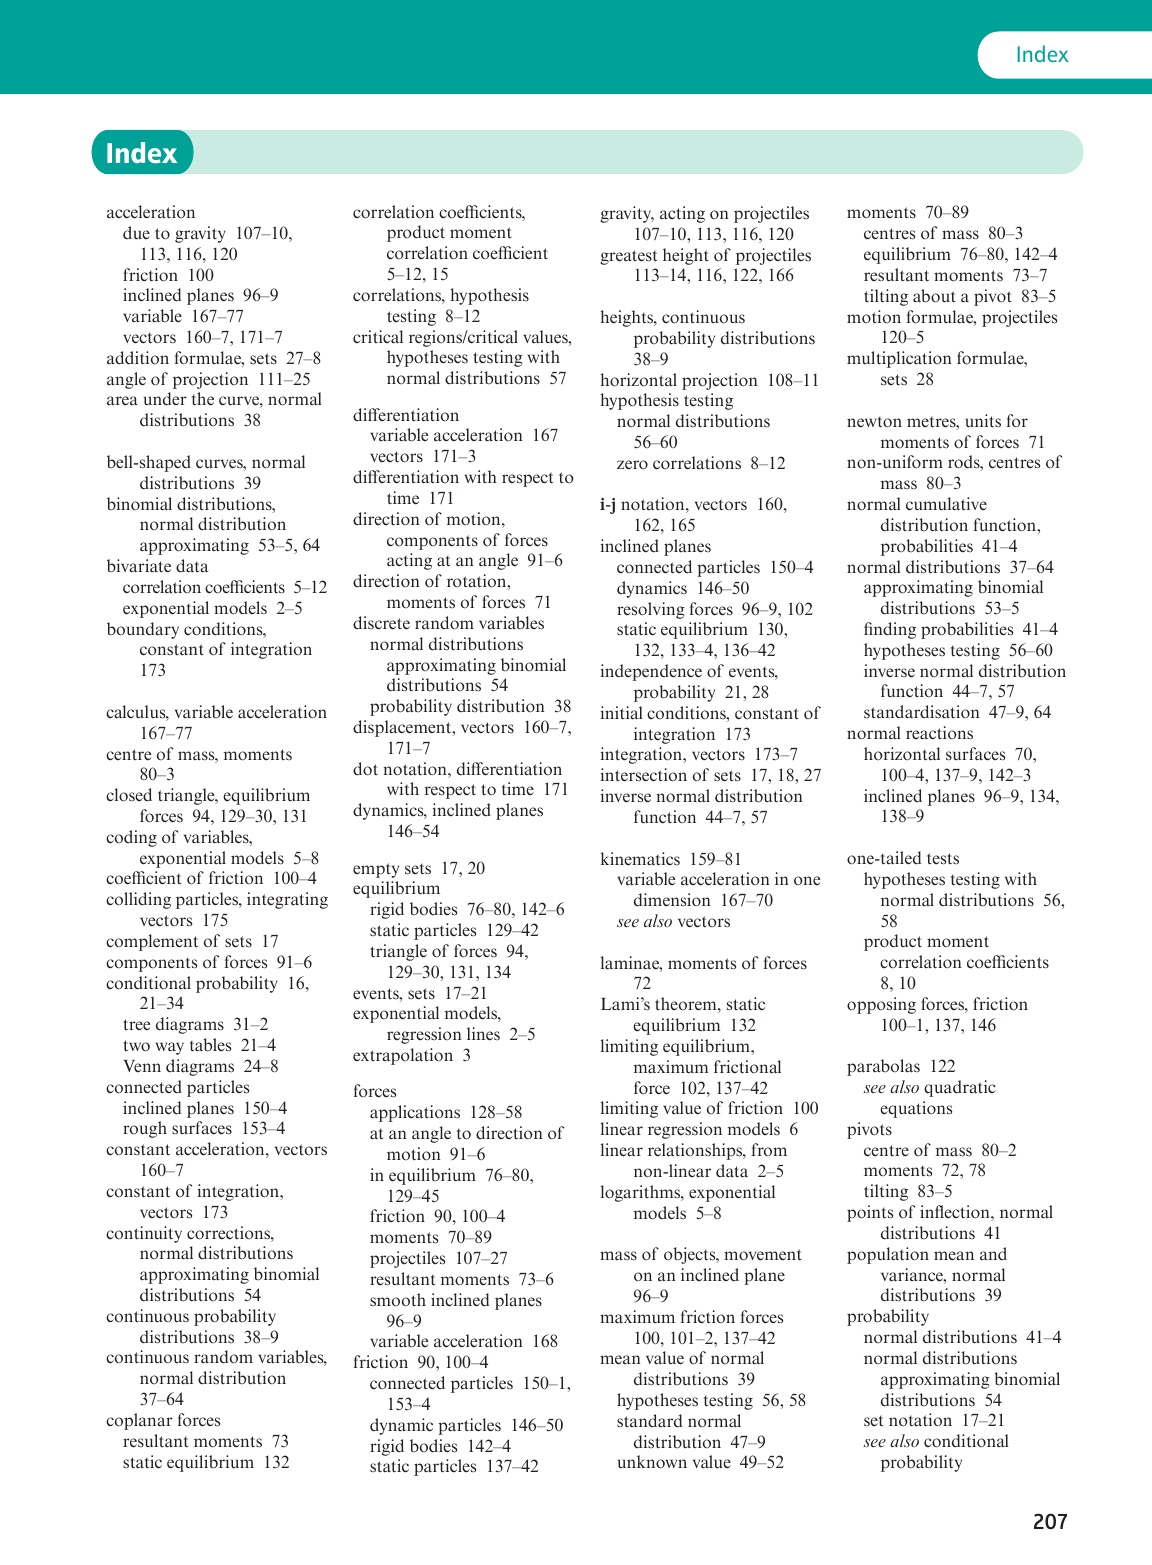 Index
Index
acceleration
due to gravity 107–10,
113, 116, 120
friction 100
inclined planes 96–9
variable 167–77
vectors 160–7, 171–7
addition formulae, sets 27–8
angle of projection 111–25
area under the curve, normal
distributions 38
bell-shaped curves, normal
distributions 39
binomial distributions,
normal distribution
approximating 53–5, 64
bivariate data
correlation coefficients 5–12
exponential models 2–5
boundary conditions,
constant of integration
173
calculus, variable acceleration
167–77
centre of mass, moments
80–3
closed triangle, equilibrium
forces 94, 129–30, 131
coding of variables,
exponential models 5–8
coefficient of friction 100–4
colliding particles, integrating
vectors 175
complement of sets 17
components of forces 91–6
conditional probability 16,
21–34
tree diagrams 31–2
two way tables 21–4
Venn diagrams 24–8
connected particles
inclined planes 150–4
rough surfaces 153–4
constant acceleration, vectors
160–7
constant of integration,
vectors 173
continuity corrections,
normal distributions
approximating binomial
distributions 54
continuous probability
distributions 38–9
continuous random variables,
normal distribution
37–64
coplanar forces
resultant moments 73
static equilibrium 132
correlation coefficients,
product moment
correlation coefficient
5–12, 15
correlations, hypothesis
testing 8–12
critical regions/critical values,
hypotheses testing with
normal distributions 57
differentiation
variable acceleration 167
vectors 171–3
differentiation with respect to
time 171
direction of motion,
components of forces
acting at an angle 91–6
direction of rotation,
moments of forces 71
discrete random variables
normal distributions
approximating binomial
distributions 54
probability distribution 38
displacement, vectors 160–7,
171–7
dot notation, differentiation
with respect to time 171
dynamics, inclined planes
146–54
empty sets 17, 20
equilibrium
rigid bodies 76–80, 142–6
static particles 129–42
triangle of forces 94,
129–30, 131, 134
events, sets 17–21
exponential models,
regression lines 2–5
extrapolation 3
forces
applications 128–58
at an angle to direction of
motion 91–6
in equilibrium 76–80,
129–45
friction 90, 100–4
moments 70–89
projectiles 107–27
resultant moments 73–6
smooth inclined planes
96–9
variable acceleration 168
friction 90, 100–4
connected particles 150–1,
153–4
dynamic particles 146–50
rigid bodies 142–4
static particles 137–42
gravity, acting on projectiles
107–10, 113, 116, 120
greatest height of projectiles
113–14, 116, 122, 166
heights, continuous
probability distributions
38–9
horizontal projection 108–11
hypothesis testing
normal distributions
56–60
zero correlations 8–12
i-j notation, vectors 160,
162, 165
inclined planes
connected particles 150–4
dynamics 146–50
resolving forces 96–9, 102
static equilibrium 130,
132, 133–4, 136–42
independence of events,
probability 21, 28
initial conditions, constant of
integration 173
integration, vectors 173–7
intersection of sets 17, 18, 27
inverse normal distribution
function 44–7, 57
kinematics 159–81
variable acceleration in one
dimension 167–70
see also vectors
laminae, moments of forces
72
Lami's theorem, static
equilibrium 132
limiting equilibrium,
maximum frictional
force 102, 137–42
limiting value of friction 100
linear regression models 6
linear relationships, from
non-linear data 2–5
logarithms, exponential
models 5–8
mass of objects, movement
on an inclined plane
96–9
maximum friction forces
100, 101–2, 137–42
mean value of normal
distributions 39
hypotheses testing 56, 58
standard normal
distribution 47–9
unknown value 49–52
moments 70–89
centres of mass 80–3
equilibrium 76–80, 142–4
resultant moments 73–7
tilting about a pivot 83–5
motion formulae, projectiles
120–5
multiplication formulae,
sets 28
newton metres, units for
moments of forces 71
non-uniform rods, centres of
mass 80–3
normal cumulative
distribution function,
probabilities 41–4
normal distributions 37–64
approximating binomial
distributions 53–5
finding probabilities 41–4
hypotheses testing 56–60
inverse normal distribution
function 44–7, 57
standardisation 47–9, 64
normal reactions
horizontal surfaces 70,
100–4, 137–9, 142–3
inclined planes 96–9, 134,
138–9
one-tailed tests
hypotheses testing with
normal distributions 56,
58
product moment
correlation coefficients
8, 10
opposing forces, friction
100–1, 137, 146
parabolas 122
see also quadratic
equations
pivots
centre of mass 80–2
moments 72, 78
tilting 83–5
points of inflection, normal
distributions 41
population mean and
variance, normal
distributions 39
probability
normal distributions 41–4
normal distributions
approximating binomial
distributions 54
set notation 17–21
see also conditional
probability
207